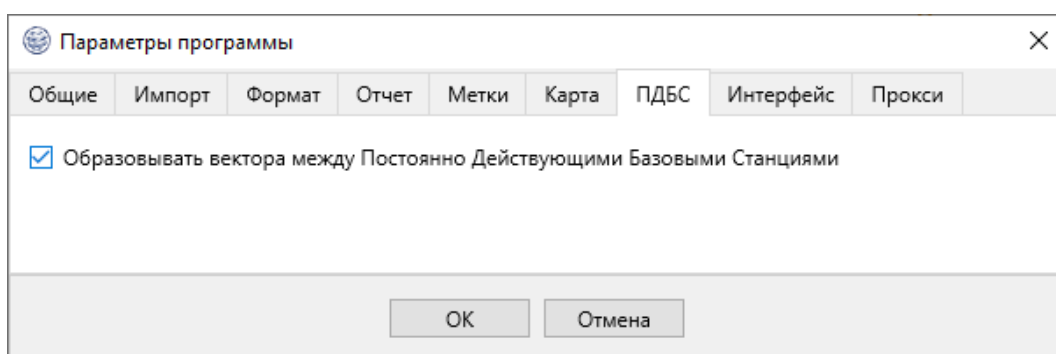 Параметры программы
Общие Импорт Формат Отчет Метки Карта ПДБС Интерфейс Прокси
Образовывать вектора между Постоянно Действующими Базовыми Станциями
ОК Отмена